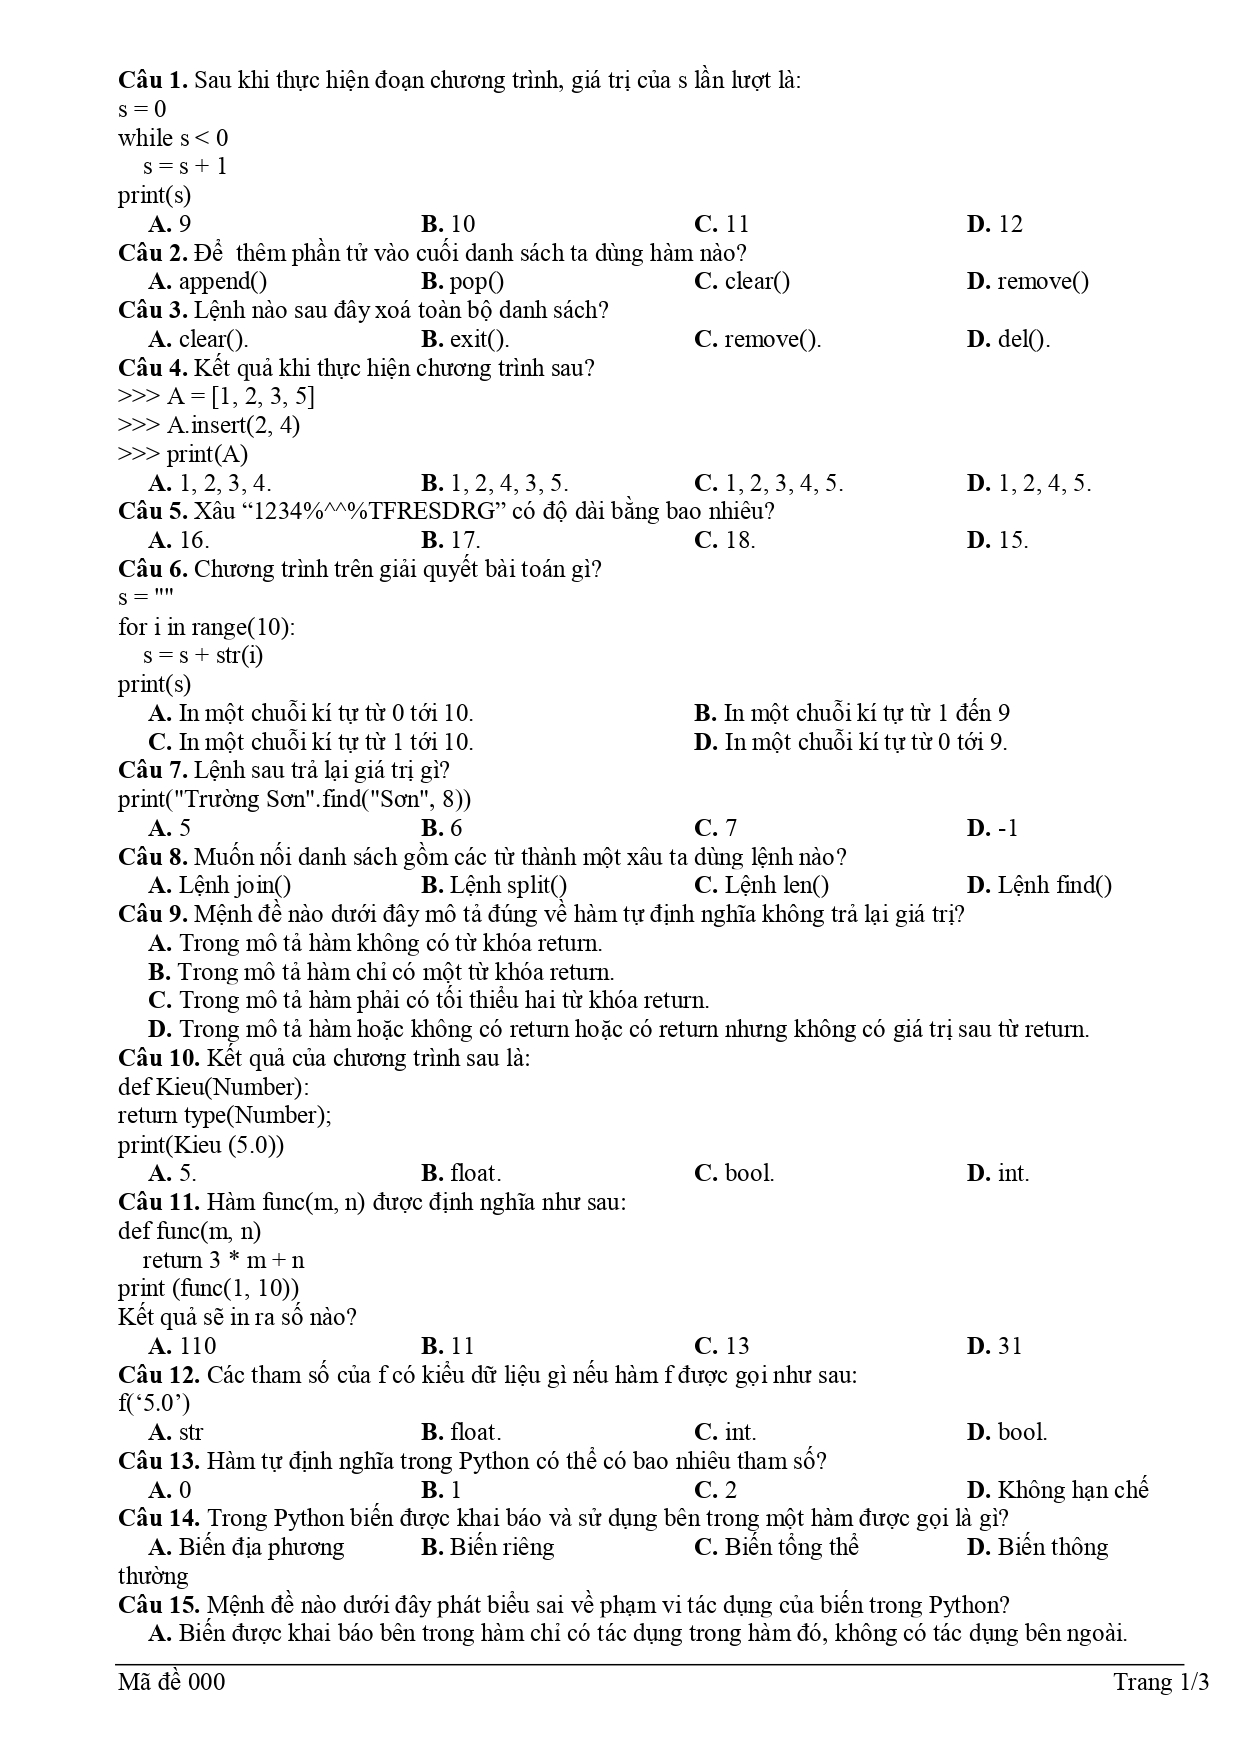 Câu 1. Sau khi thực hiện đoạn chương trình, giá trị của s lần lượt là:
s = 0
while s < 0
s = s + 1
print(s)
A. 9 B. 10 C. 11 D. 12
Câu 2. Để thêm phần tử vào cuối danh sách ta dùng hàm nào?
A. append() B. pop() C. clear() D. remove()
Câu 3. Lệnh nào sau đây xoá toàn bộ danh sách?
A. clear(). B. exit(). C. remove(). D. del().
Câu 4. Kết quả khi thực hiện chương trình sau?
>>> A = [1, 2, 3, 5]
>>> A.insert(2, 4)
>>> print(A)
A. 1, 2, 3, 4. B. 1, 2, 4, 3, 5. C. 1, 2, 3, 4, 5. D. 1, 2, 4, 5.
Câu 5. Xâu “1234%^^%TFRESDRG” có độ dài bằng bao nhiêu?
A. 16. B. 17. C. 18. D. 15.
Câu 6. Chương trình trên giải quyết bài toán gì?
s = ""
for i in range(10):
s = s + str(i)
print(s)
A. In một chuỗi kí tự từ 0 tới 10. B. In một chuỗi kí tự từ 1 đến 9
C. In một chuỗi kí tự từ 1 tới 10. D. In một chuỗi kí tự từ 0 tới 9.
Câu 7. Lệnh sau trả lại giá trị gì?
print("Trường Sơn".find("Sơn", 8))
A. 5 B. 6 C. 7 D. -1
Câu 8. Muốn nối danh sách gồm các từ thành một xâu ta dùng lệnh nào?
A. Lệnh join() B. Lệnh split() C. Lệnh len() D. Lệnh find()
Câu 9. Mệnh đề nào dưới đây mô tả đúng về hàm tự định nghĩa không trả lại giá trị?
A. Trong mô tả hàm không có từ khóa return.
B. Trong mô tả hàm chỉ có một từ khóa return.
C. Trong mô tả hàm phải có tối thiểu hai từ khóa return.
D. Trong mô tả hàm hoặc không có return hoặc có return nhưng không có giá trị sau từ return.
Câu 10. Kết quả của chương trình sau là:
def Kieu(Number):
return type(Number);
print(Kieu (5.0))
A. 5. B. float. C. bool. D. int.
Câu 11. Hàm func(m, n) được định nghĩa như sau:
def func(m, n)
return 3 * m + n
print (func(1, 10))
Kết quả sẽ in ra số nào?
A. 110 B. 11 C. 13 D. 31
Câu 12. Các tham số của f có kiểu dữ liệu gì nếu hàm f được gọi như sau:
f(‘5.0’)
A. str B. float. C. int. D. bool.
Câu 13. Hàm tự định nghĩa trong Python có thể có bao nhiêu tham số?
A. 0 B. 1 C. 2 D. Không hạn chế
Câu 14. Trong Python biến được khai báo và sử dụng bên trong một hàm được gọi là gì?
A. Biến địa phương B. Biến riêng C. Biến tổng thể D. Biến thông
thường
Câu 15. Mệnh đề nào dưới đây phát biểu sai về phạm vi tác dụng của biến trong Python?
A. Biến được khai báo bên trong hàm chỉ có tác dụng trong hàm đó, không có tác dụng bên ngoài.
Mã đề 000 Trang 1/3